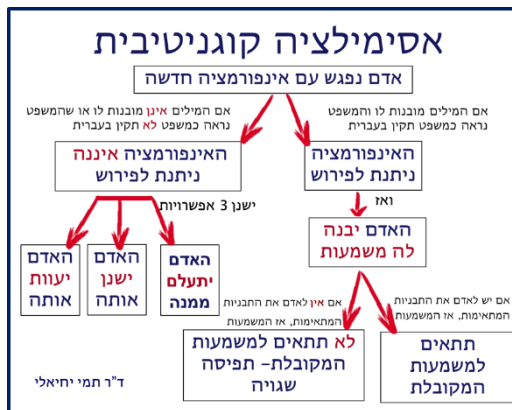 אסימילציה קוגניטיבית
אדם נפגש עם אינפורמציה חדשה
אם המילים מובנות לו והמשפט
נראה כמשפט תקין בעברית
אם המילים אינן מובנות לו או שהמשפט
נראה כמשפט לא תקין בעברית
האינפורמציה
ניתנת לפירוש
האינפורמציה איננה
ניתנת לפירוש
ואז
ישנן 3 אפשרויות
האדם יבנה
לה משמעות
האדם
יתעלם
ממנה
האדם
ישנן
אותה
האדם
יעוות
אותה
אם יש לאדם את התבניות
המתאימות, אז המשמעות
אם אין לאדם את התבניות
המתאימות, אז המשמעות
תתאים
למשמעות
המקובלת
לא תתאים למשמעות
המקובלת- תפיסה
שגויה
ד"ר תמי יחיאלי